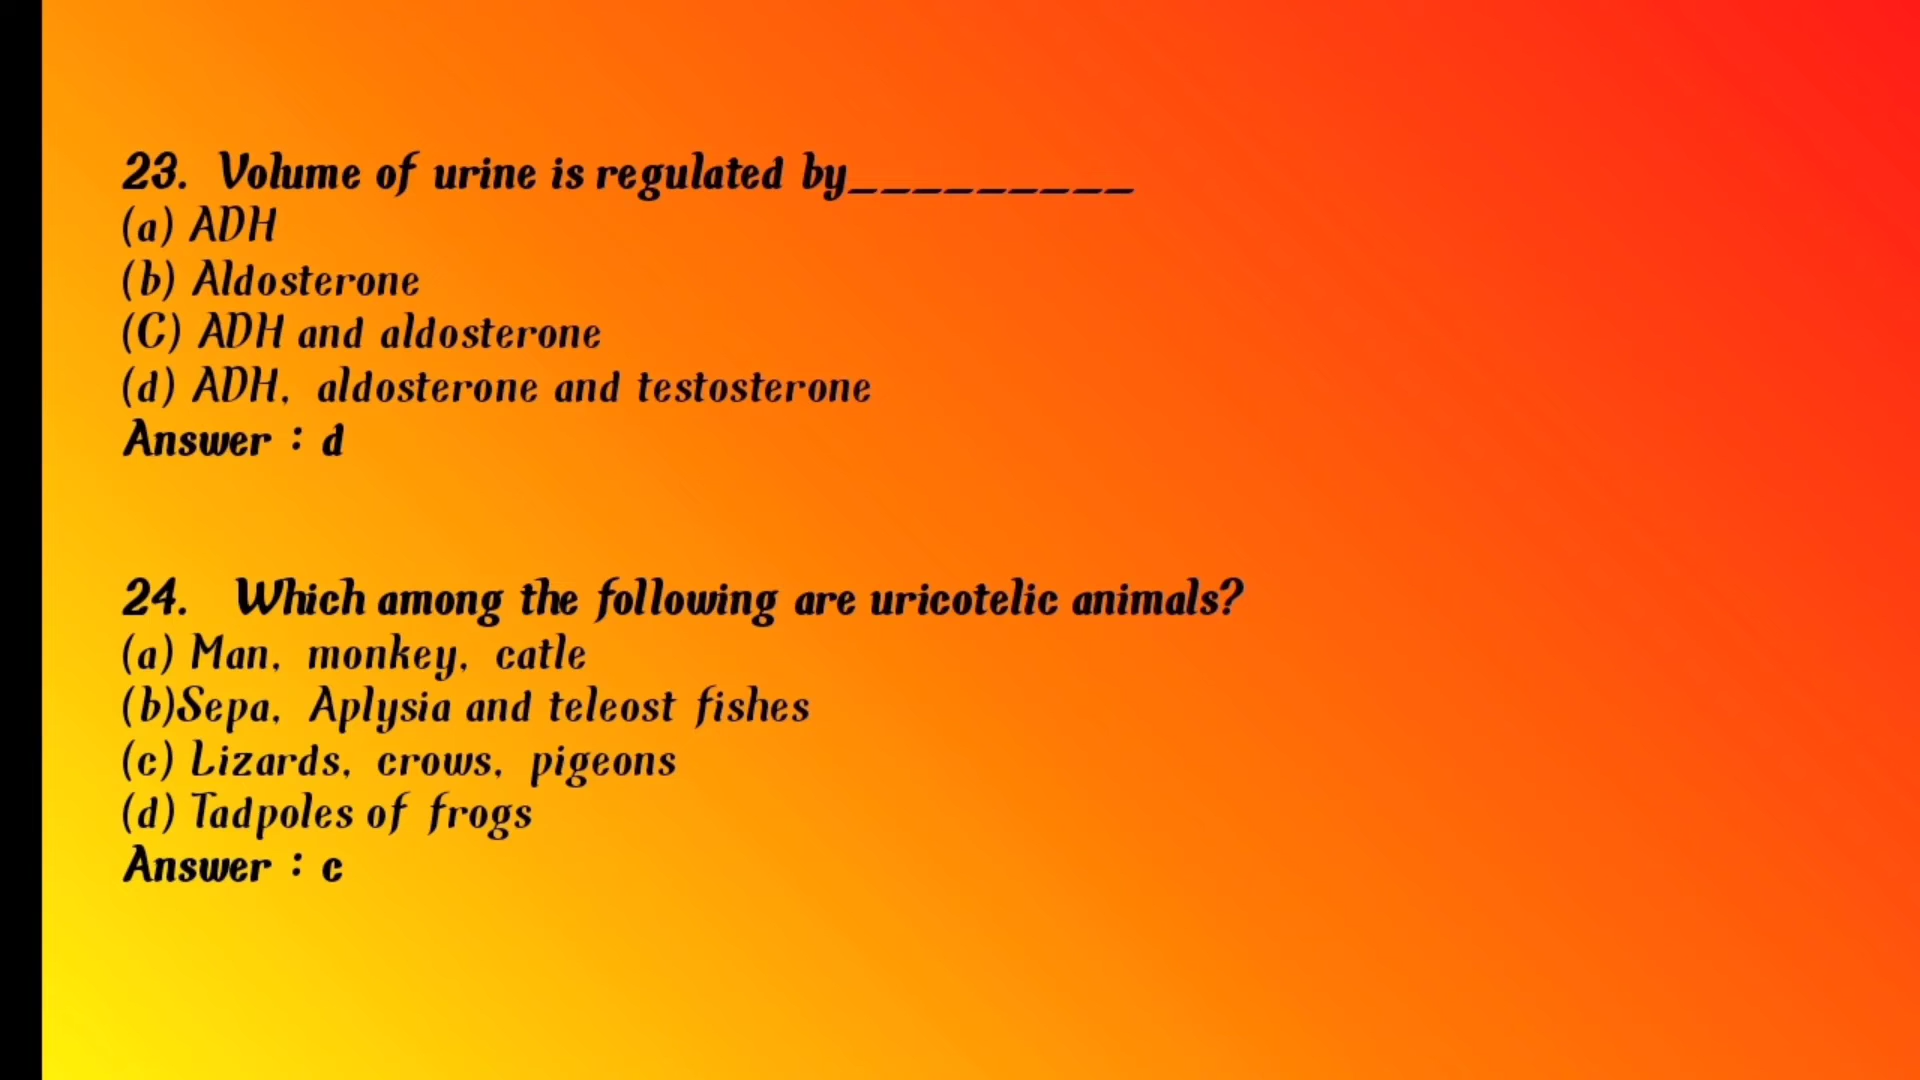 23. Volume of urine is regulated by_________
(a) ADH
(b) Aldosterone
(C) ADH and aldosterone
(d) ADH, aldosterone and testosterone
Answer : d
24. Which among the following are uricotelic animals?
(a) Man, monkey, catle
(b)Sepa, Aplysia and teleost fishes
(c) Lizards, crows, pigeons
(d) Tadpoles of frogs
Answer : c